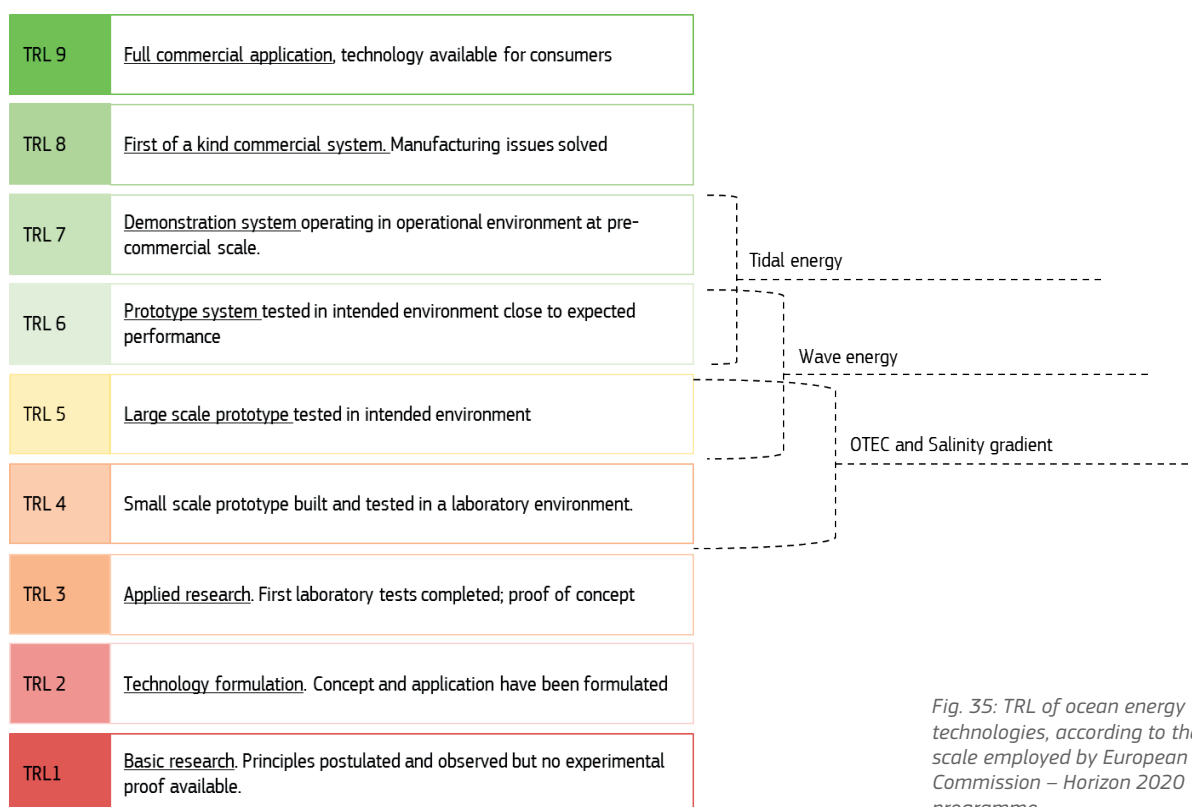 TRL 9
Full commercial application, technology available for consumers
TRL 8
First of a kind commercial system. Manufacturing issues solved
TRL 7
Demonstration system operating in operational environment at pre-
commercial scale.
TRL 6
Prototype system tested in intended environment close to expected
performance
TRL 5
Large scale prototype tested in intended environment
TRL 4
Small scale prototype built and tested in a laboratory environment.
TRL 3
Applied research. First laboratory tests completed; proof of concept
TRL 2
Technology formulation. Concept and application have been formulated
TRL1
Basic research. Principles postulated and observed but no experimental
proof available.
Tidal energy
Wave energy
OTEC and Salinity gradient
Fig. 35: TRL of ocean energy
technologies, according to the
scale employed by European
Commission – Horizon 2020
programme